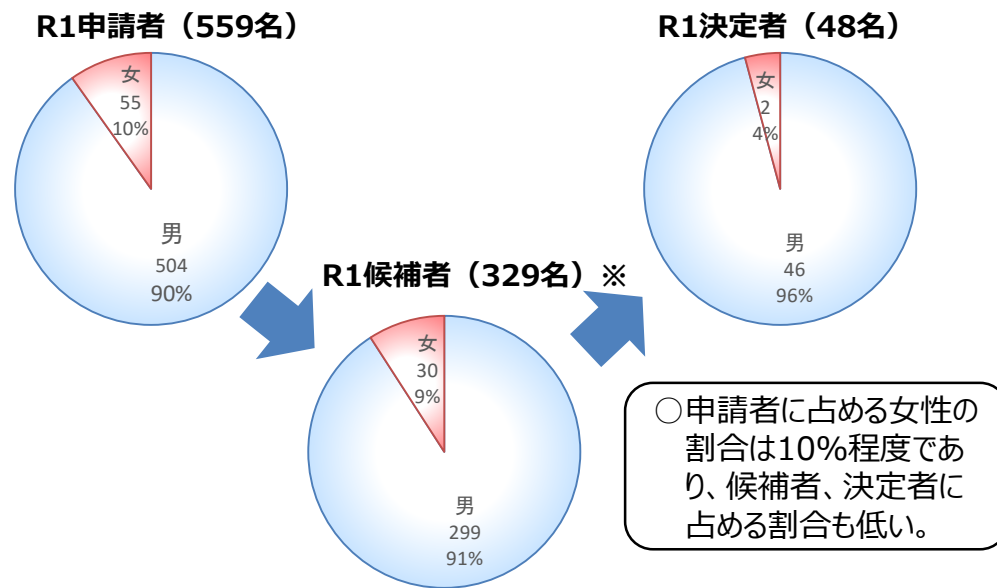 R1申請者（559名）
女
55
10%
男
504
90%
R1候補者（329名）※
女
30
9%
男
299
91%
R1決定者（48名）
女
2
4%
男
46
96%
○申請者に占める女性の
割合は10%程度であ
り、候補者、決定者に
占める割合も低い。